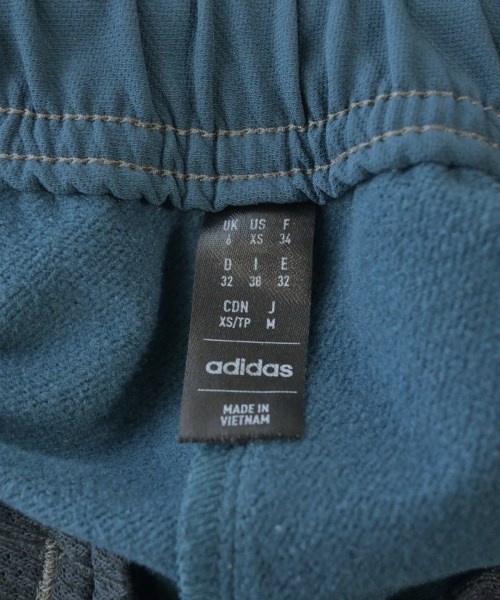 UK US F
6 XS 34
D I E
32 38 32
CDN J
XS/TP M
adidas
MADE IN
VIETNAM